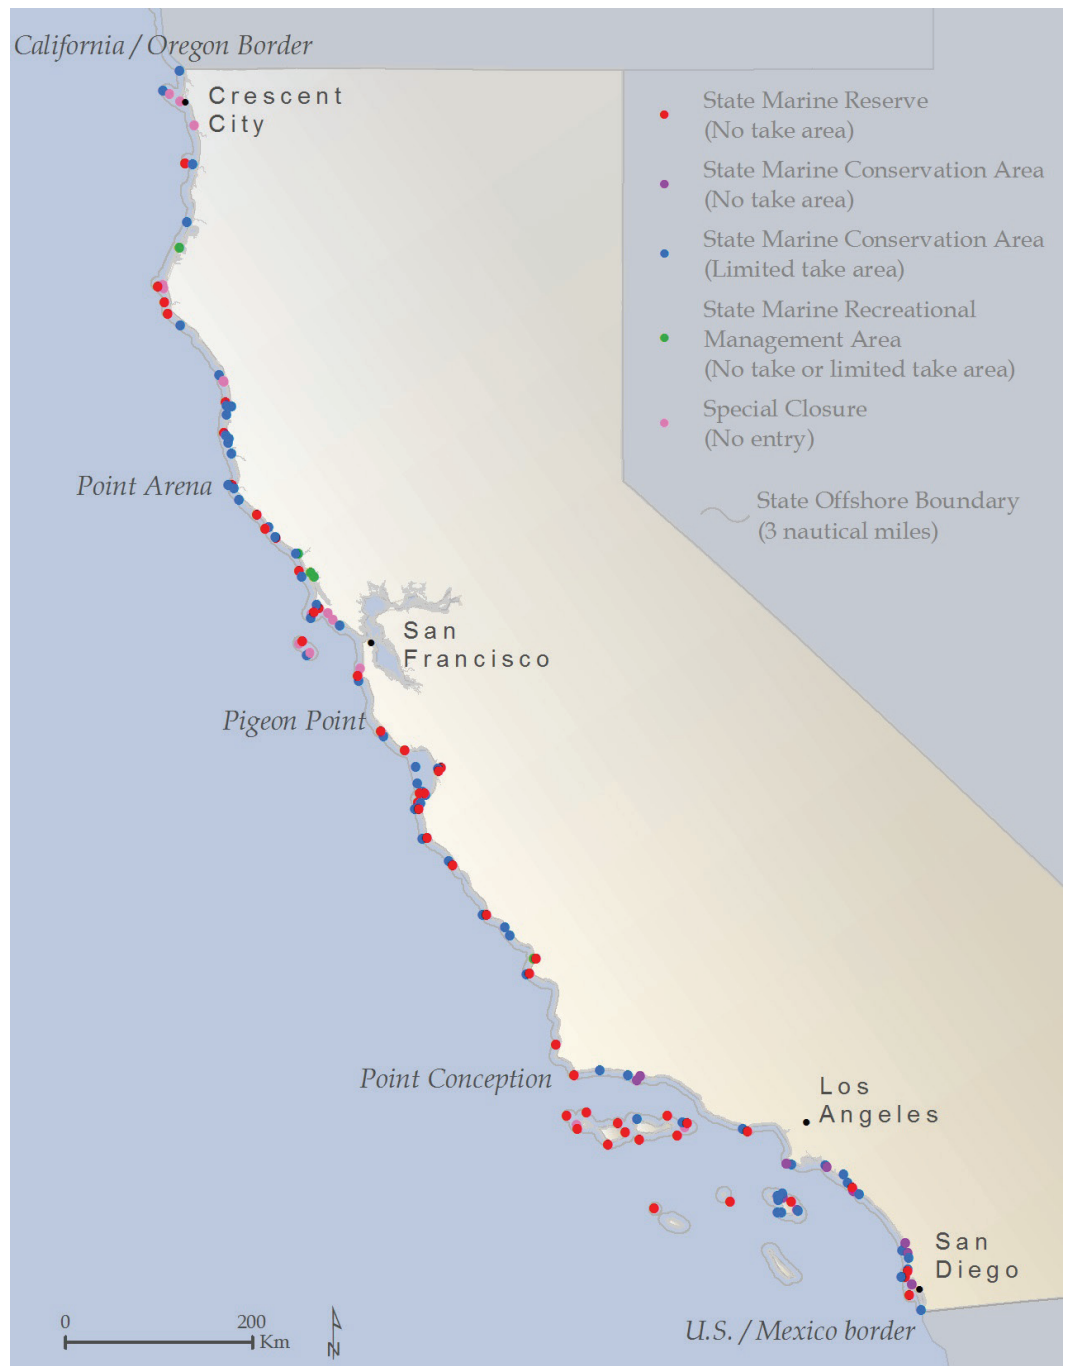 California / Oregon Border
Crescent
City
State Marine Reserve
(No take area)
State Marine Conservation Area
(No take area)
State Marine Conservation Area
(Limited take area)
State Marine Recreational
Management Area
(No take or limited take area)
Special Closure
(No entry)
State Offshore Boundary
(3 nautical miles)
Point Arena
San
Francisco
Pigeon Point
Point Conception
Los
Angeles
San
Diego
U.S. / Mexico border
0 200
Km
N